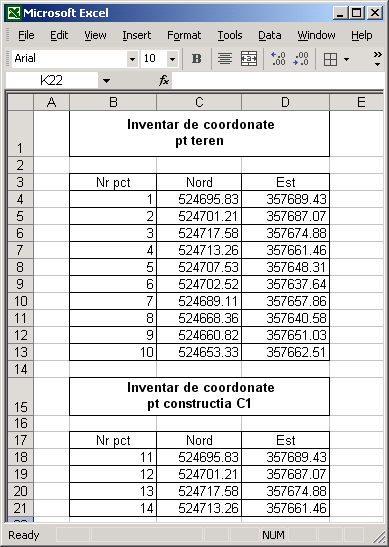 Microsoft Excel
File Edit View Insert Format Tools Data Window Help
Arial 10 B
K22 fx
A B C D E
1 Inventar de coordonate
pt teren
2
3 Nr pct Nord Est
4 1 524695.83 357689.43
5 2 524701.21 357687.07
6 3 524717.58 357674.88
7 4 524713.26 357661.46
8 5 524707.53 357648.31
9 6 524702.52 357637.64
10 7 524689.11 357657.86
11 8 524668.36 357640.58
12 9 524660.82 357651.03
13 10 524653.33 357662.51
14
15 Inventar de coordonate
pt constructia C1
16
17 Nr pct Nord Est
18 11 524695.83 357689.43
19 12 524701.21 357687.07
20 13 524717.58 357674.88
21 14 524713.26 357661.46
Ready NUM